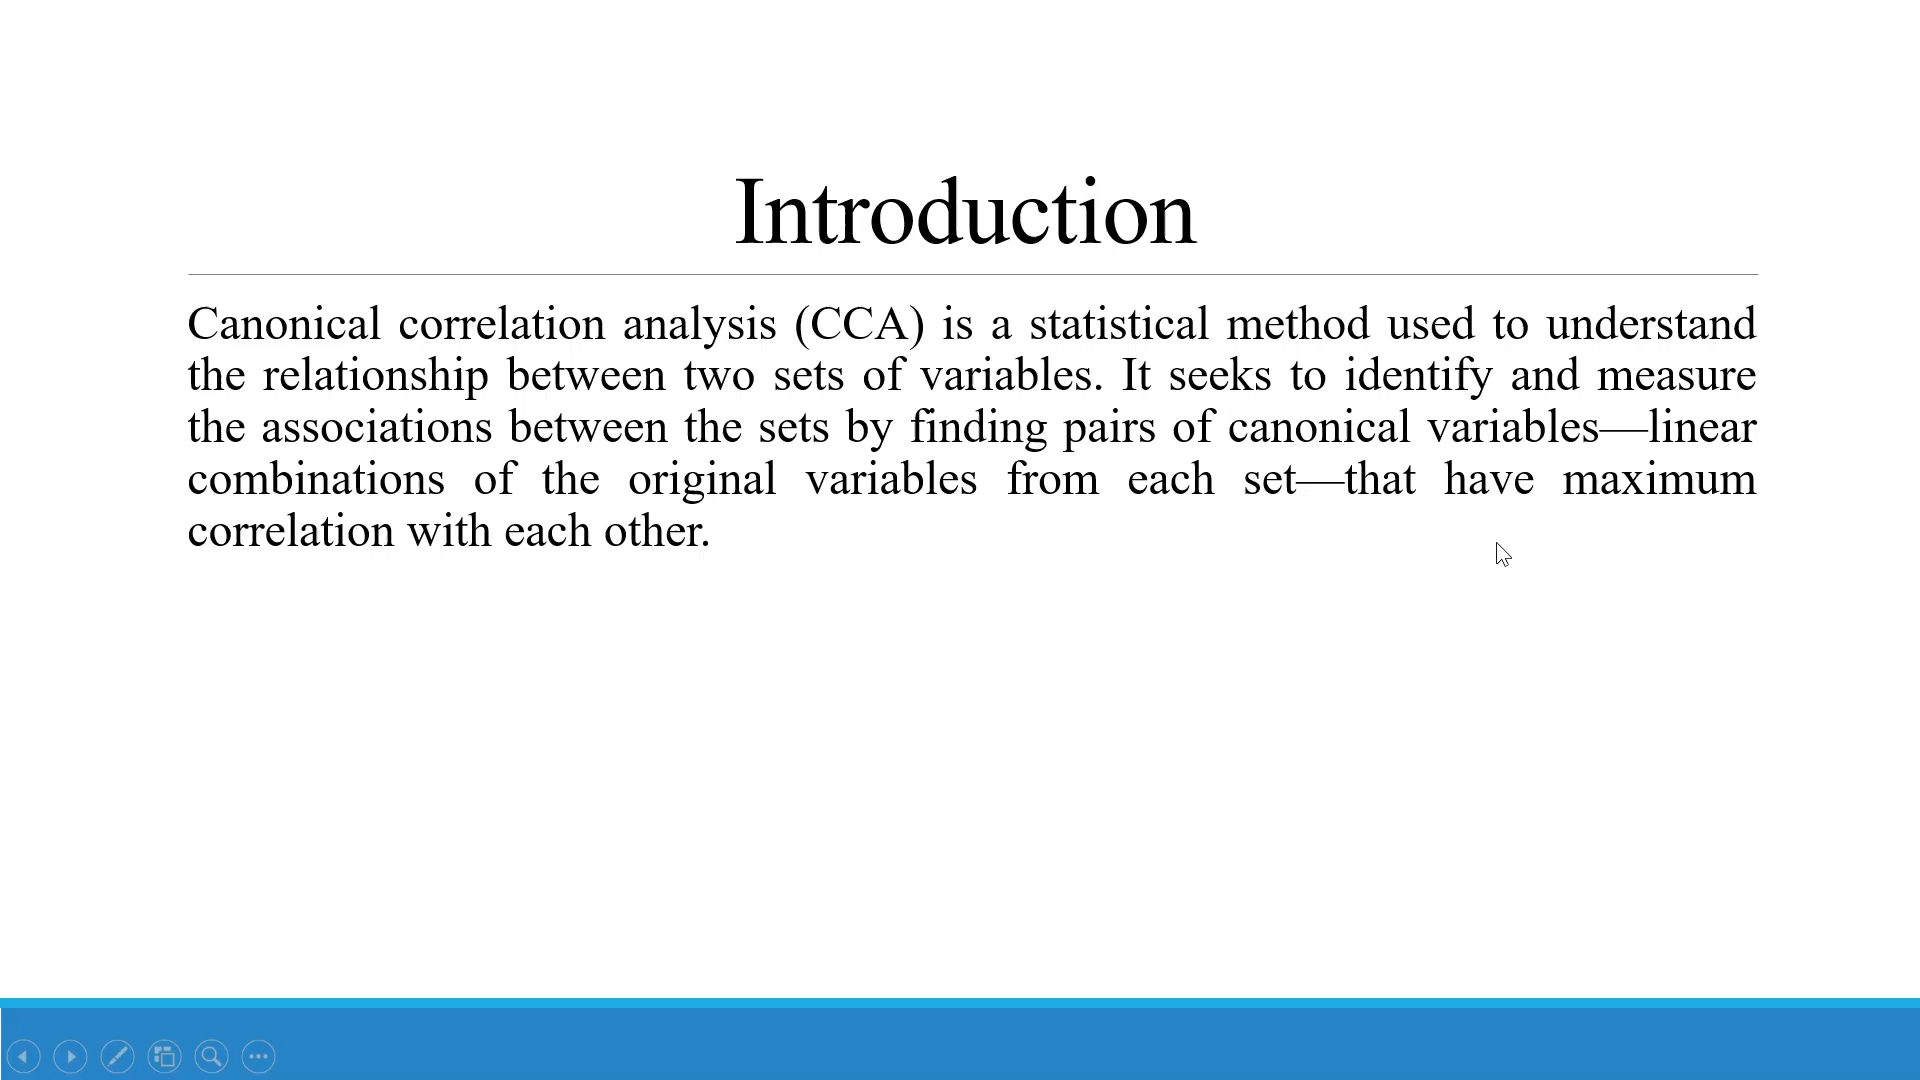 Introduction
Canonical correlation analysis (CCA) is a statistical method used to understand
the relationship between two sets of variables. It seeks to identify and measure
the associations between the sets by finding pairs of canonical variables—linear
combinations of the original variables from each set—that have maximum
correlation with each other.